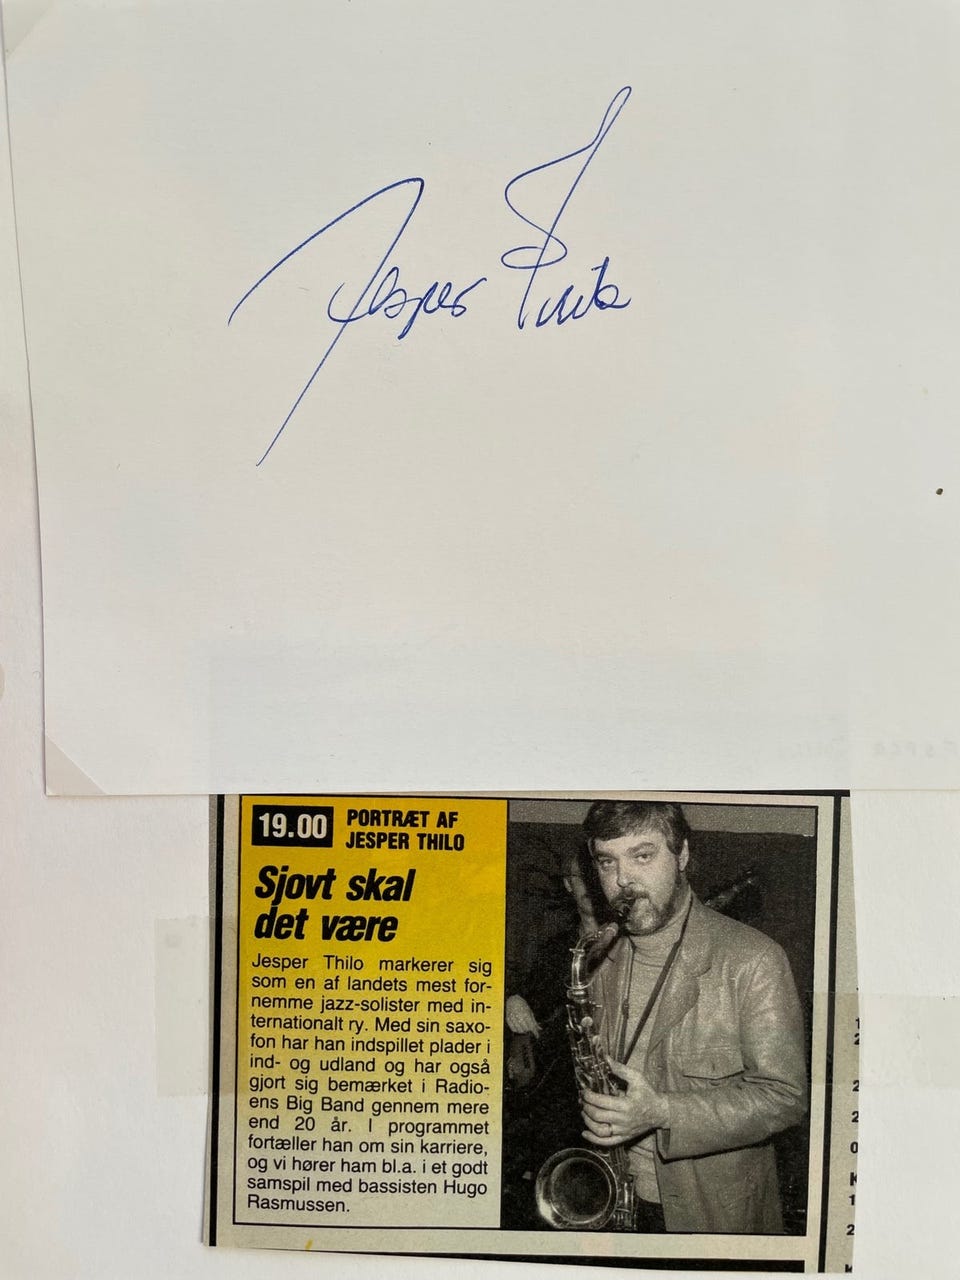 Jesper Thilo
19.00
PORTRÆT AF
JESPER THILO
Sjovt skal
det være
Jesper Thilo markerer sig
som en af landets mest for-
nemme jazz-solister med in-
ternationalt ry. Med sin saxo-
fon har han indspillet plader i
ind- og udland og har også
gjort sig bemærket i Radio-
ens Big Band gennem mere
end 20 år. I programmet
fortæller han om sin karriere,
og vi hører ham bl.a. i et godt
samspil med bassisten Hugo
Rasmussen.